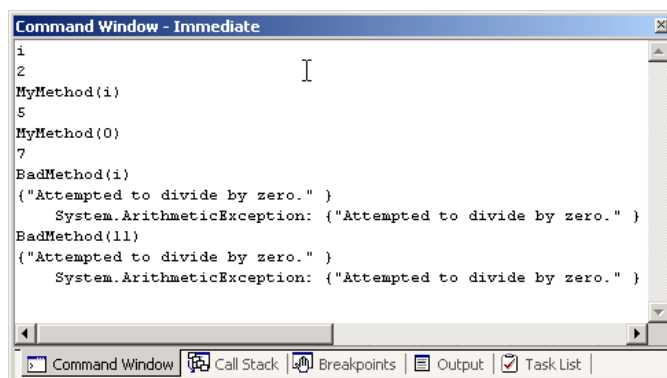 Command Window - Immediate
i
2
MyMethod(i)
5
MyMethod(0)
7
BadMethod(i)
{"Attempted to divide by zero." }
    System.ArithmeticException: {"Attempted to divide by zero." }
BadMethod(11)
{"Attempted to divide by zero." }
    System.ArithmeticException: {"Attempted to divide by zero." }
Command Window Call Stack Breakpoints Output Task List